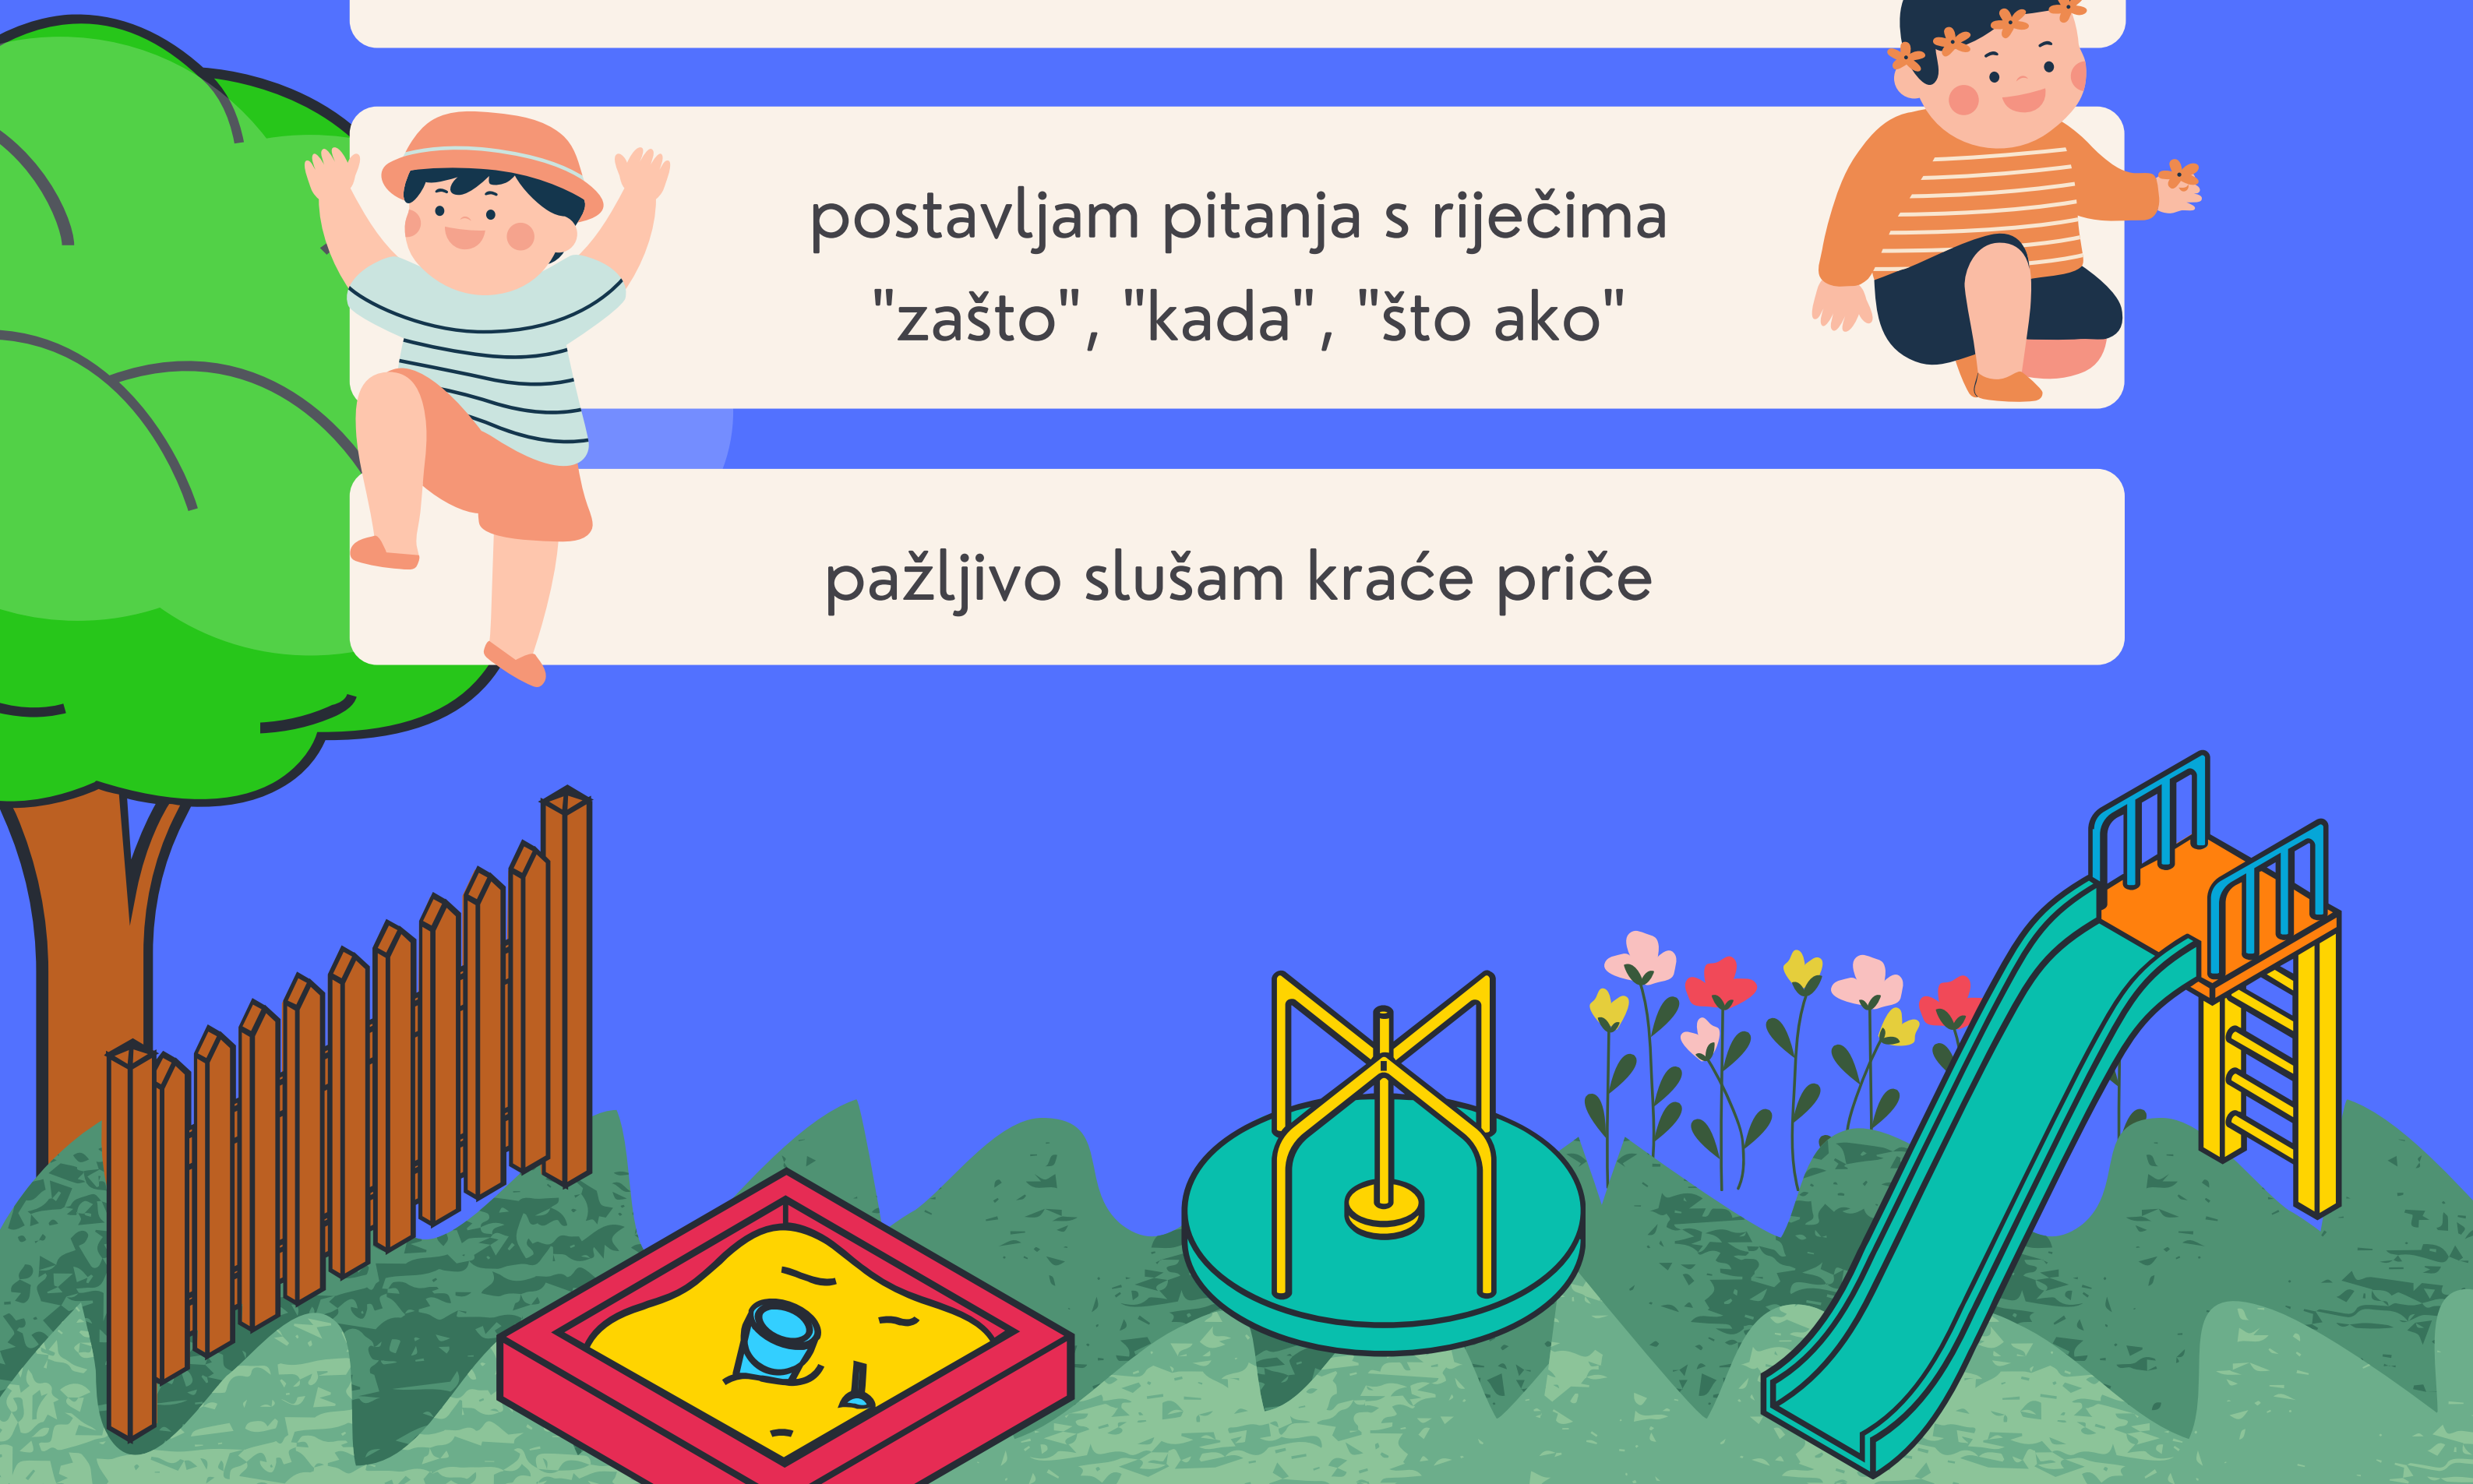 postavljam pitanja s riječima
"zašto", "kada", "što ako"
pažljivo slušam kraće priče